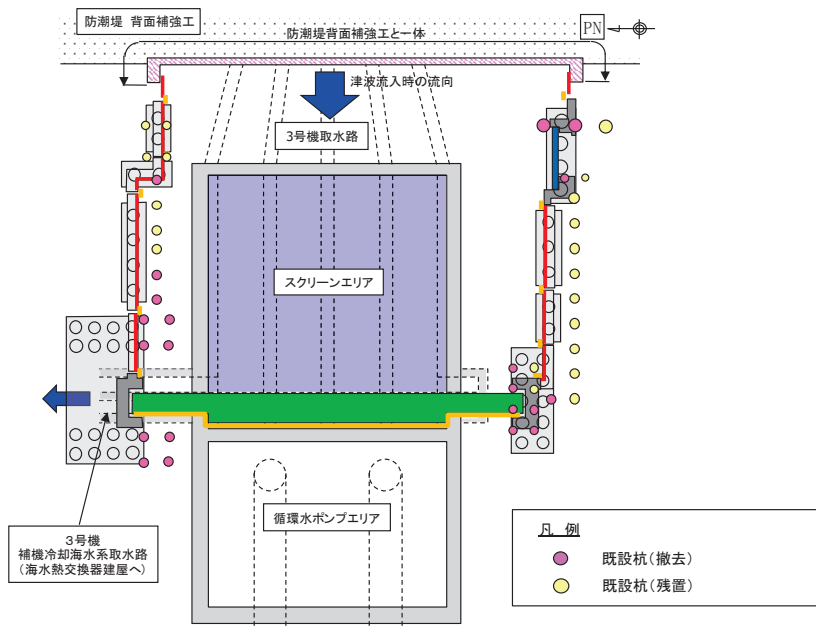 防潮堤 背面補強工
防潮堤背面補強工と一体
PN
津波流入時の流向
3号機取水路
スクリーンエリア
循環水ポンプエリア
3号機
補機冷却海水系取水路
(海水熱交換器建屋へ)
凡 例
既設杭(撤去)
既設杭(残置)